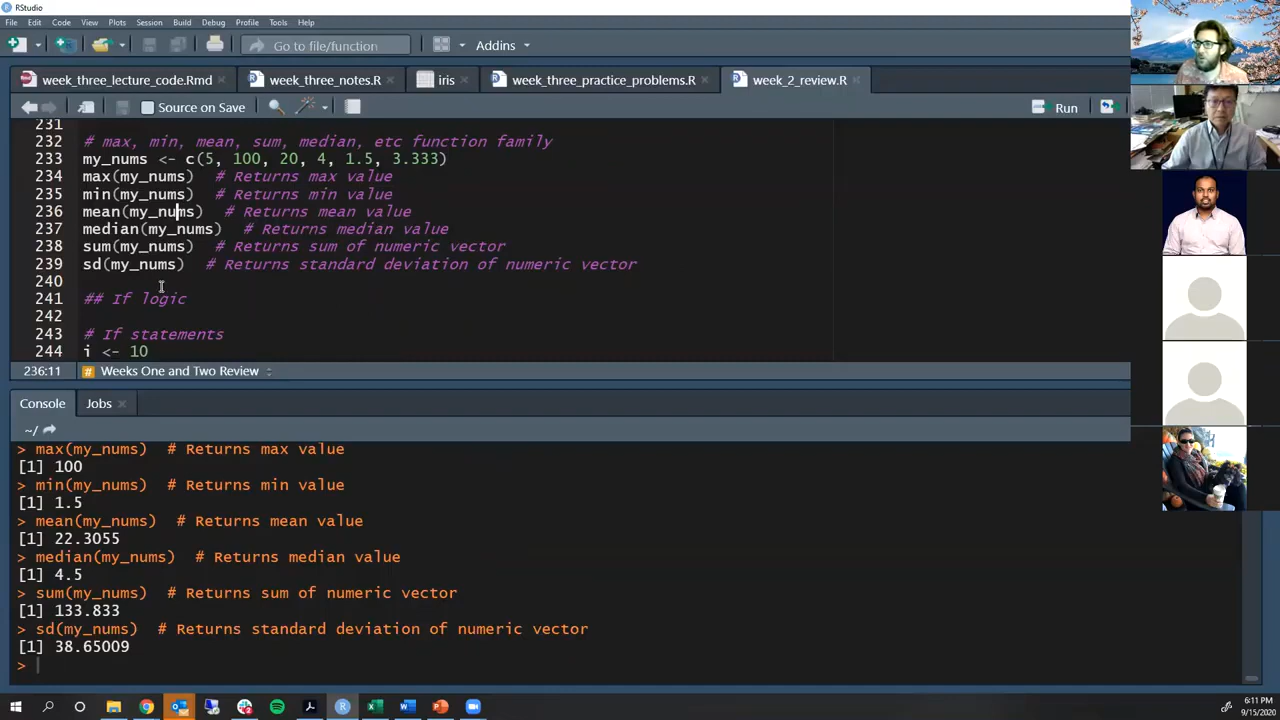 RStudio
File Edit Code View Plots Session Build Debug Profile Tools Help
Go to file/function Addins
week_three_lecture_code.Rmd week_three_notes.R iris week_three_practice_problems.R week_2_review.R
Source on Save Run
231
232 # max, min, mean, sum, median, etc function family
233 my_nums <- c(5, 100, 20, 4, 1.5, 3.333)
234 max(my_nums) # Returns max value
235 min(my_nums) # Returns min value
236 mean(my_nums) # Returns mean value
237 median(my_nums) # Returns median value
238 sum(my_nums) # Returns sum of numeric vector
239 sd(my_nums) # Returns standard deviation of numeric vector
240
241 ## If logic
242
243 # If statements
244 i <- 10
236:11 # Weeks One and Two Review
Console Jobs
~/
> max(my_nums) # Returns max value
[1] 100
> min(my_nums) # Returns min value
[1] 1.5
> mean(my_nums) # Returns mean value
[1] 22.3055
> median(my_nums) # Returns median value
[1] 4.5
> sum(my_nums) # Returns sum of numeric vector
[1] 133.833
> sd(my_nums) # Returns standard deviation of numeric vector
[1] 38.65009
>
6:11 PM
9/15/2020